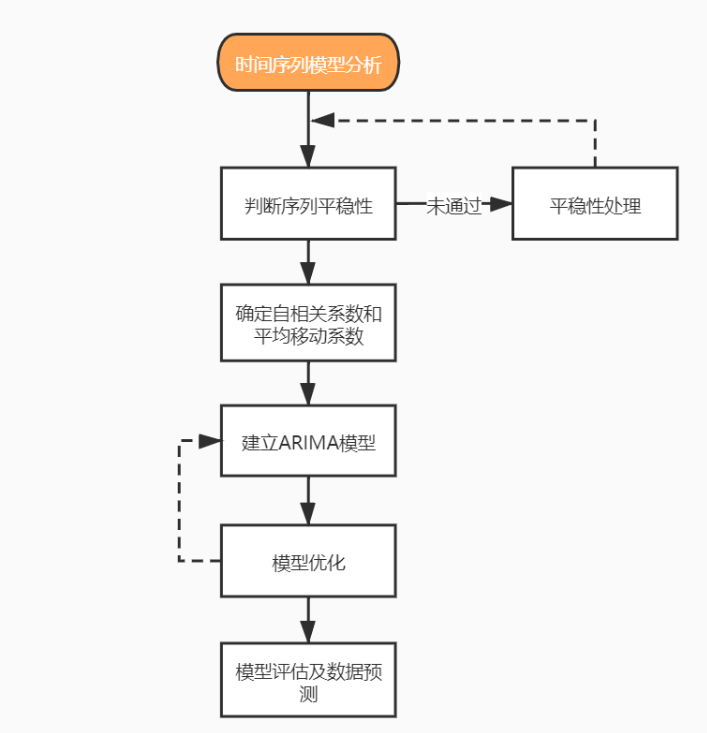 时间序列模型分析
判断序列平稳性
未通过
平稳性处理
确定自相关系数和
平均移动系数
建立ARIMA模型
模型优化
模型评估及数据预
测